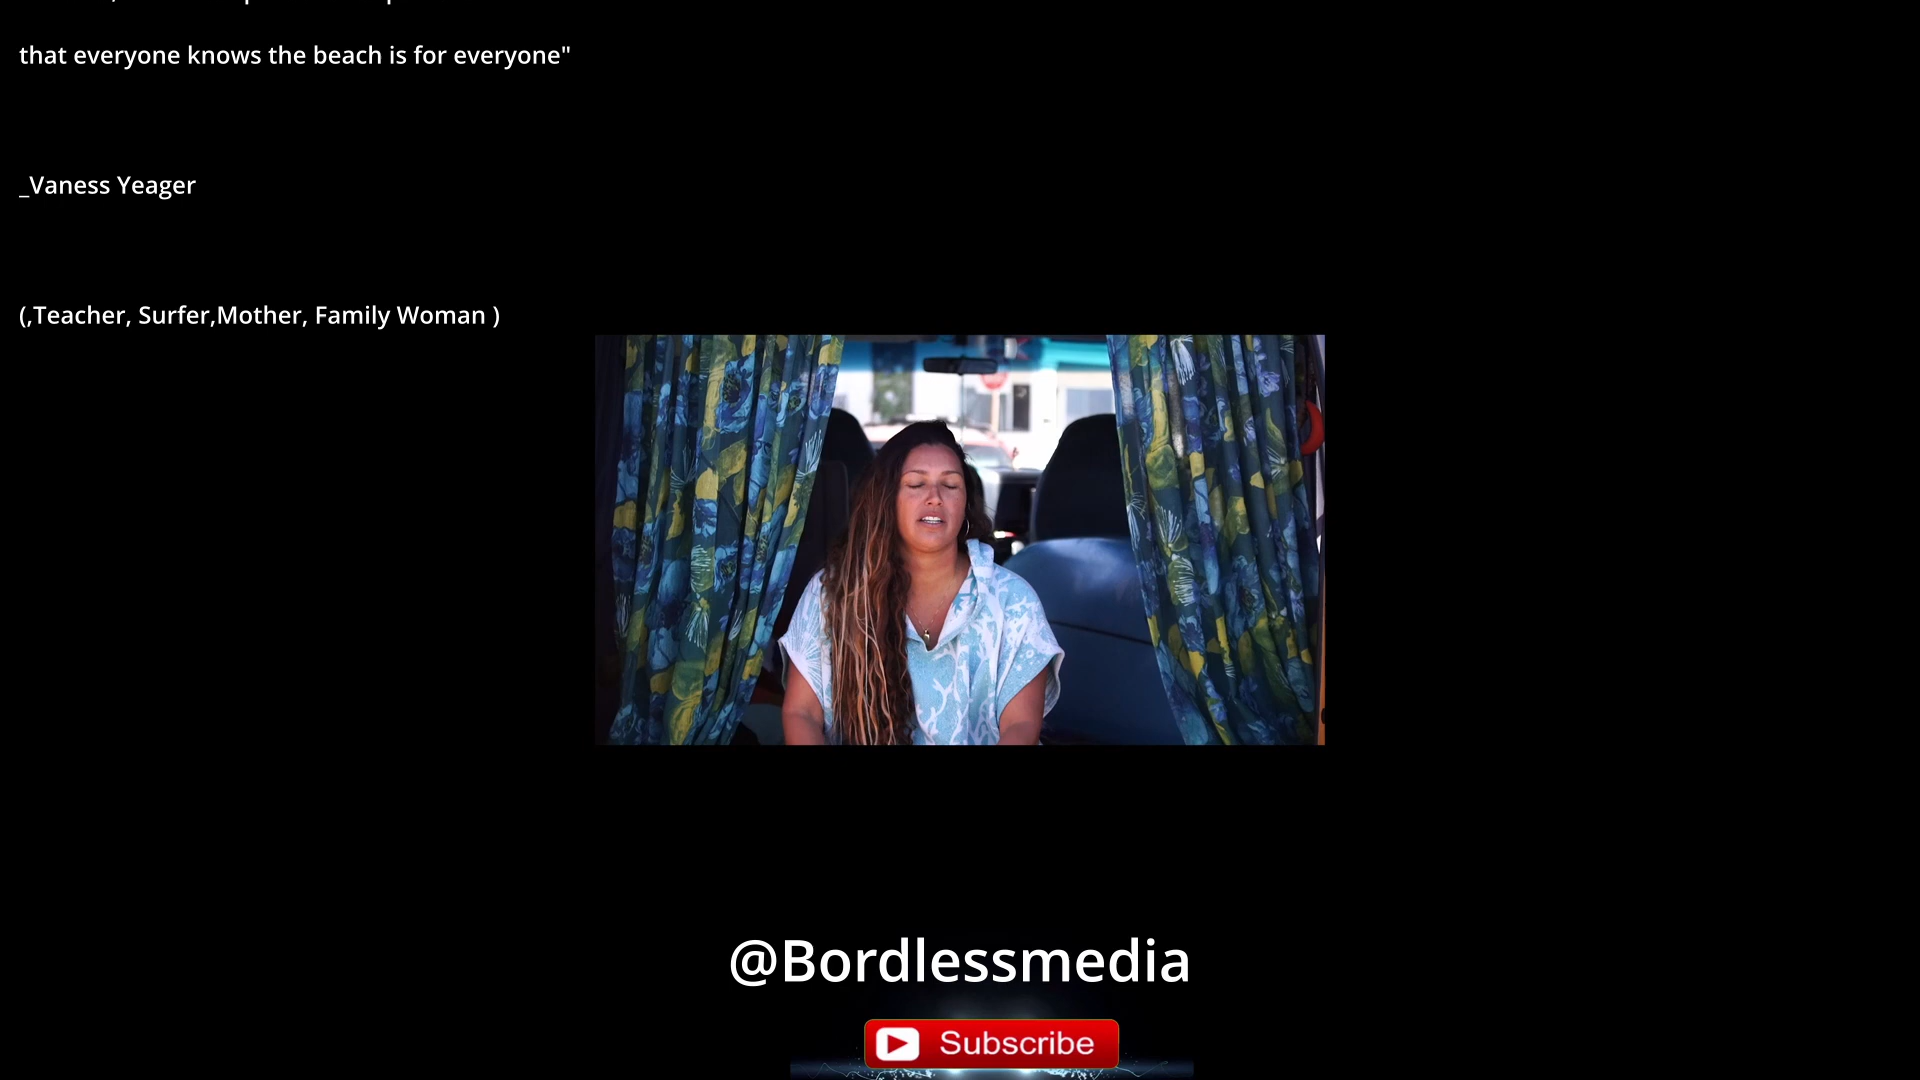 that everyone knows the beach is for everyone"
_Vaness Yeager
(,Teacher, Surfer,Mother, Family Woman )
@Bordlessmedia
Subscribe